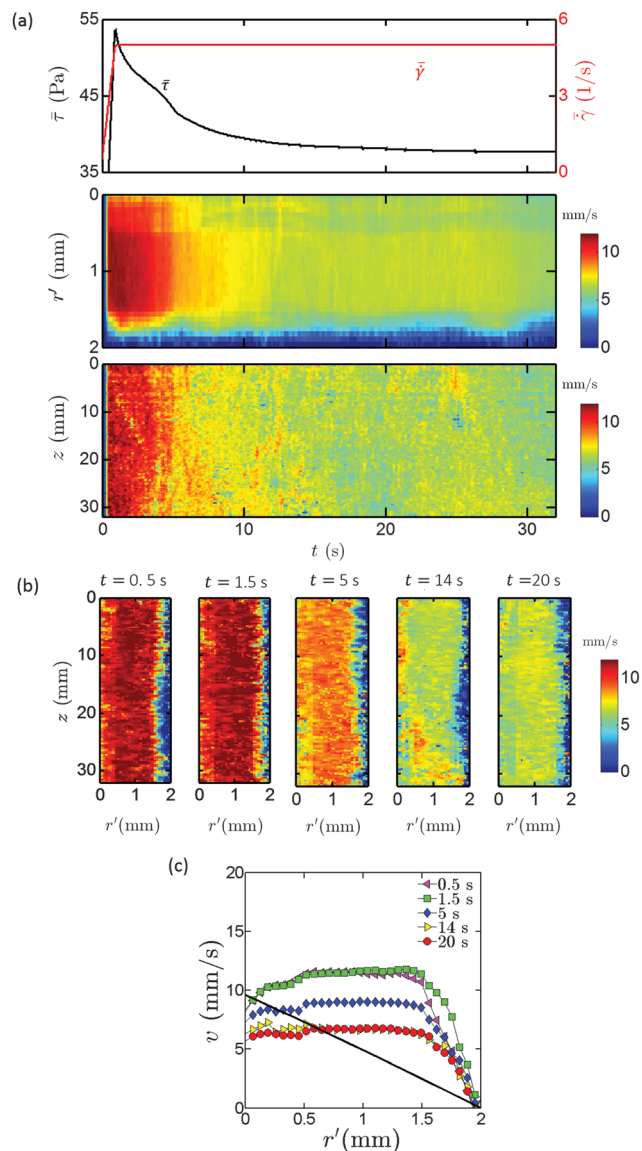 (a)
55
45
35
τ̄ (Pa)
τ̄
γ̇̄
6
3
0
γ̇̄ (1/s)
0
1
2
r′ (mm)
mm/s
10
5
0
0
10
20
30
z (mm)
mm/s
10
5
0
0 10 20 30
t (s)
(b)
t = 0. 5 s t = 1.5 s t = 5 s t = 14 s t =20 s
0
10
20
30
z (mm)
mm/s
10
5
0
0 1 2 0 1 2 0 1 2 0 1 2 0 1 2
r′(mm) r′(mm) r′(mm) r′(mm) r′(mm)
(c)
20
15
10
5
0
v (mm/s)
0.5 s
1.5 s
5 s
14 s
20 s
0 0.5 1 1.5 2
r′(mm)